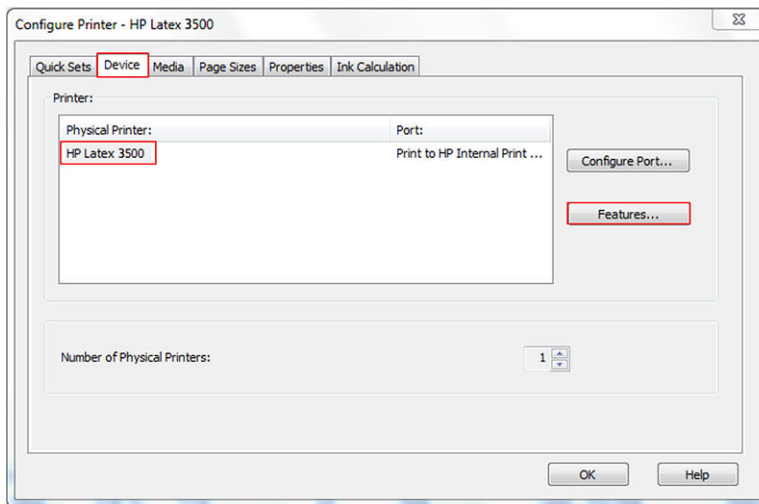 Configure Printer - HP Latex 3500
Quick Sets Device Media Page Sizes Properties Ink Calculation
Printer:
Physical Printer: Port:
HP Latex 3500 Print to HP Internal Print ...
Configure Port...
Features...
Number of Physical Printers: 1
OK Help